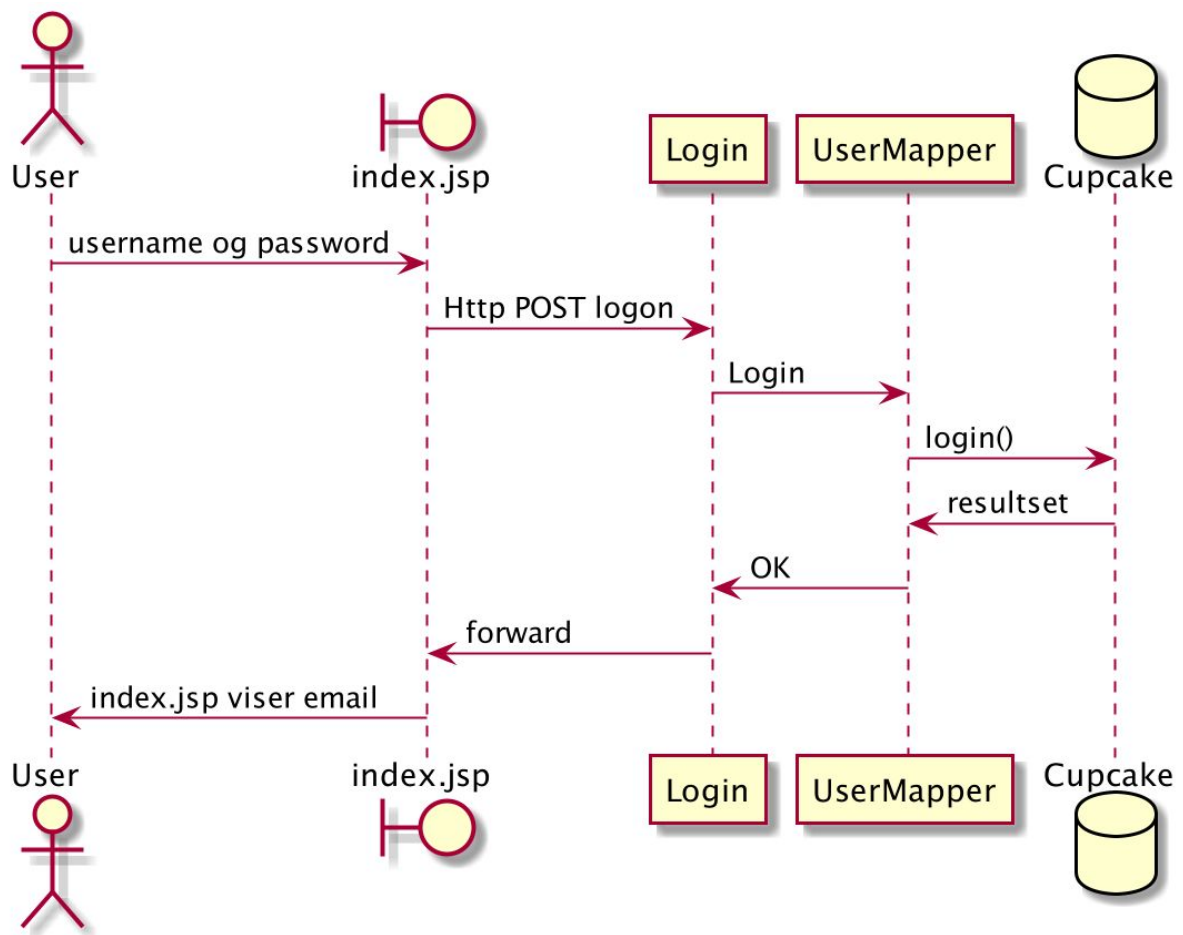 User
index.jsp
Login
UserMapper
Cupcake
username og password
Http POST logon
Login
login()
resultset
OK
forward
index.jsp viser email
User
index.jsp
Login
UserMapper
Cupcake